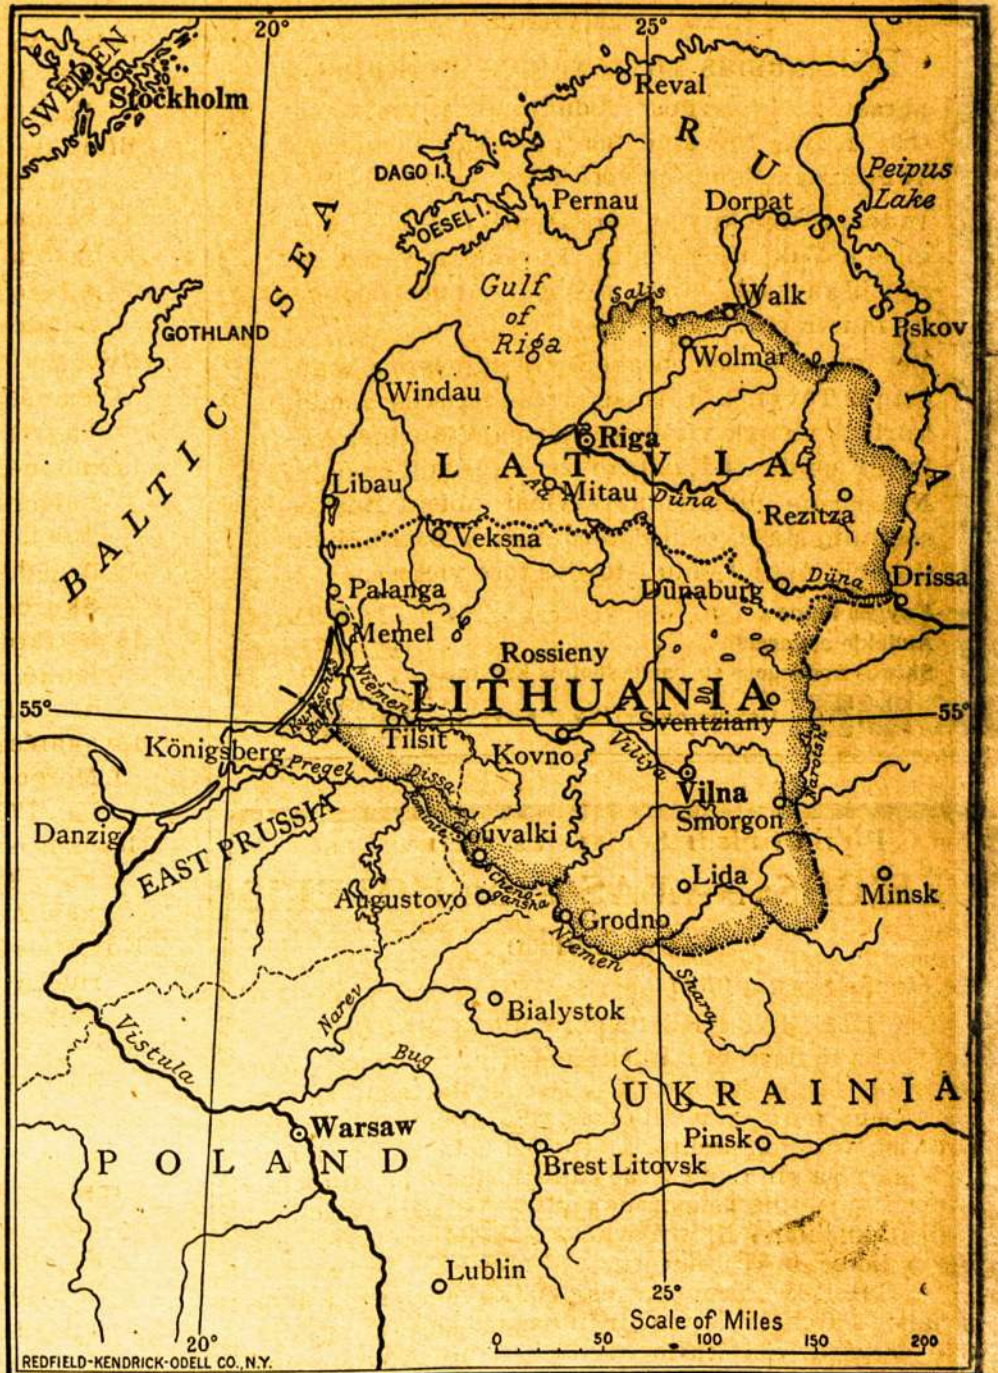 20°
25°
SWEDEN
Stockholm
Reval
RUSSIA
DAGO I.
Peipus
Lake
OESEL I.
Pernau
Dorpat
BALTIC SEA
Gulf
of
Riga
Salis
Walk
GOTHLAND
Pskov
Wolmar
Windau
Riga
LATVIA
Libau
Aa
Mitau
Düna
Rezitza
Veksna
Palanga
Dünaburg
Düna
Drissa
Memel
Rossieny
Niemen
LITHUANIA
55°
55°
Sventziany
Tilsit
Kovno
Viliya
Königsberg
Pregel
Pissa
Vilna
Smorgon
Danzig
EAST PRUSSIA
Souvalki
Augustovo
Lida
Minsk
Grodno
Niemen
Shara
Narev
Bialystok
Vistula
Bug
UKRAINIA
Warsaw
Pinsk
POLAND
Brest Litovsk
Lublin
25°
Scale of Miles
20°
0 50 100 150 200
REDFIELD-KENDRICK-ODELL CO., N.Y.